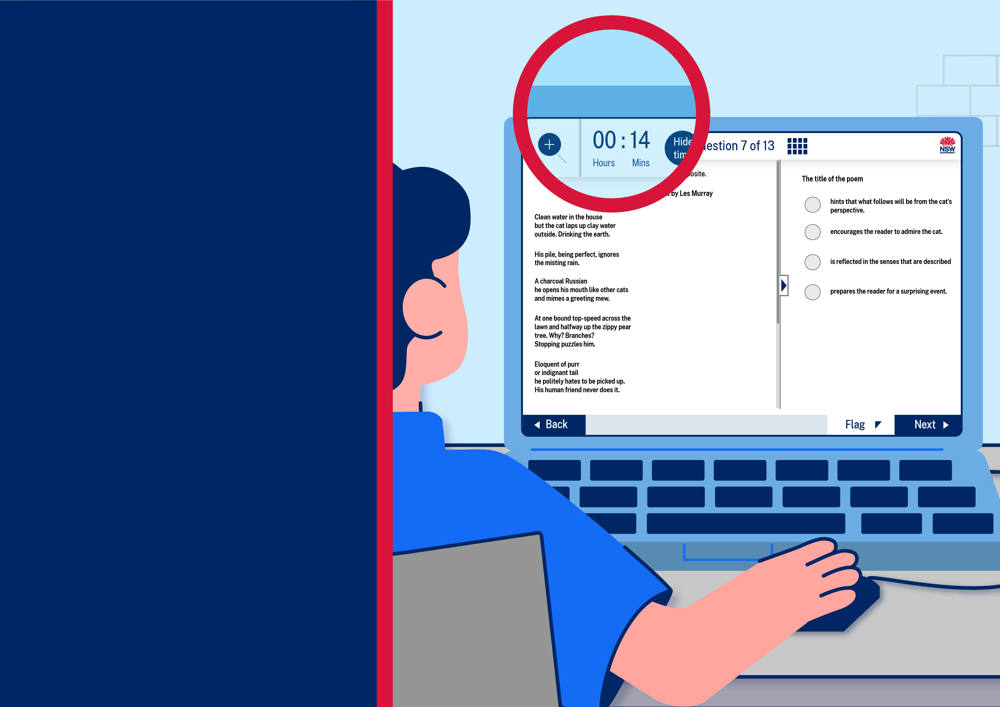 00 : 14
Hours Mins
Hide
Question 7 of 13
NSW
GOVERNMENT
by Les Murray
Clean water in the house
but the cat laps up clay water
outside. Drinking the earth.
His pile, being perfect, ignores
the misting rain.
A charcoal Russian
he opens his mouth like other cats
and mimes a greeting mew.
At one bound top-speed across the
lawn and halfway up the zippy pear
tree. Why? Branches?
Stopping puzzles him.
Eloquent of purr
or indignant tail
he politely hates to be picked up.
His human friend never does it.
The title of the poem
hints that what follows will be from the cat's
perspective.
encourages the reader to admire the cat.
is reflected in the senses that are described
prepares the reader for a surprising event.
Back
Flag
Next